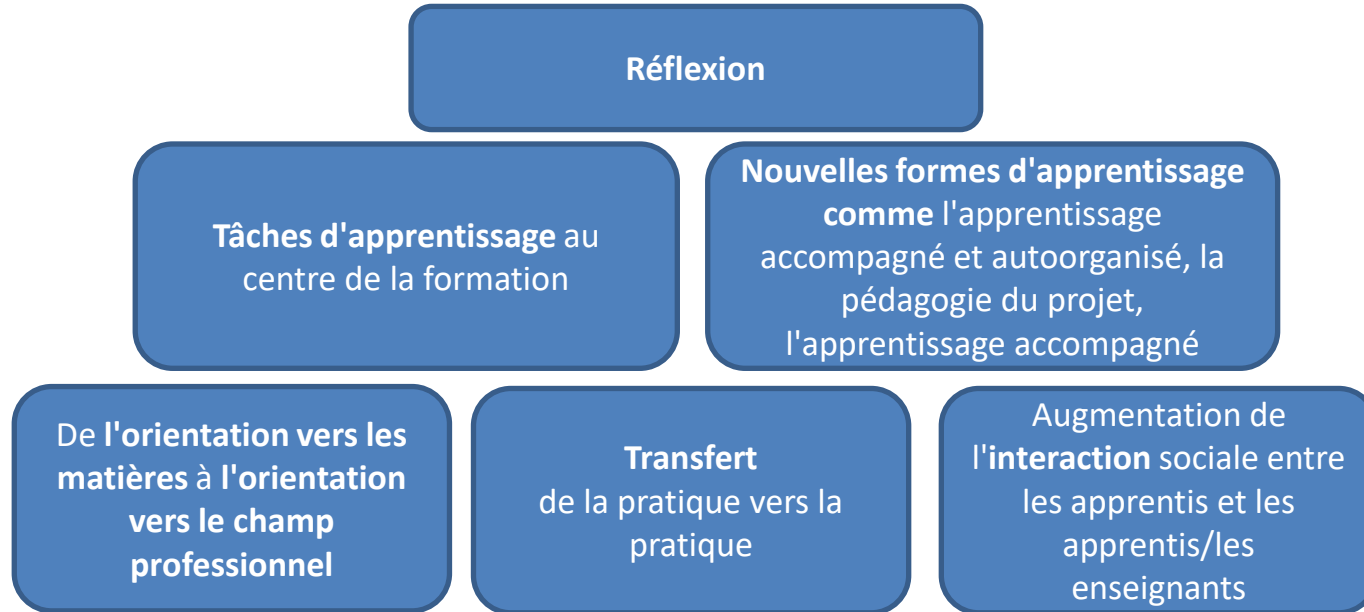 Réflexion
Tâches d'apprentissage au
centre de la formation
Nouvelles formes d'apprentissage
comme l'apprentissage
accompagné et autoorganisé, la
pédagogie du projet,
l'apprentissage accompagné
De l'orientation vers les
matières à l'orientation
vers le champ
professionnel
Transfert
de la pratique vers la
pratique
Augmentation de
l'interaction sociale entre
les apprentis et les
apprentis/les
enseignants